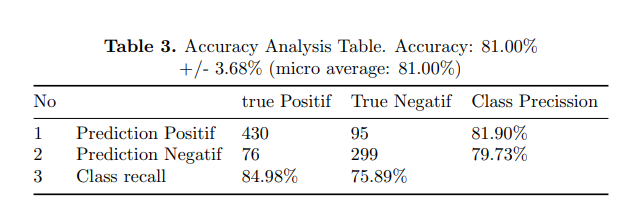 Table 3. Accuracy Analysis Table. Accuracy: 81.00%
+/- 3.68% (micro average: 81.00%)
No true Positif True Negatif Class Precission
1 Prediction Positif 430 95 81.90%
2 Prediction Negatif 76 299 79.73%
3 Class recall 84.98% 75.89%